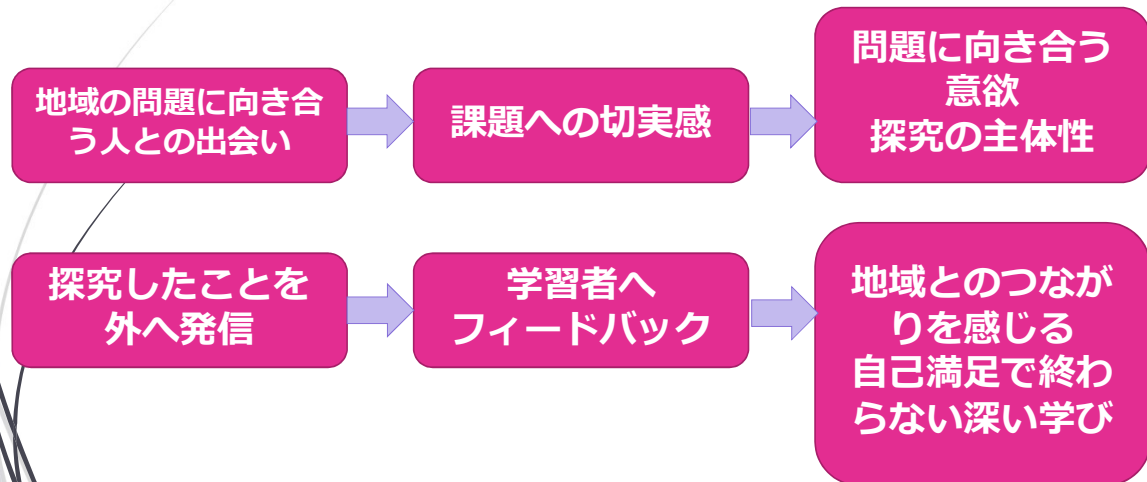 地域の問題に向き合
う人との出会い
課題への切実感
問題に向き合う
意欲
探究の主体性
探究したことを
外へ発信
学習者へ
フィードバック
地域とのつなが
りを感じる
自己満足で終わ
らない深い学び